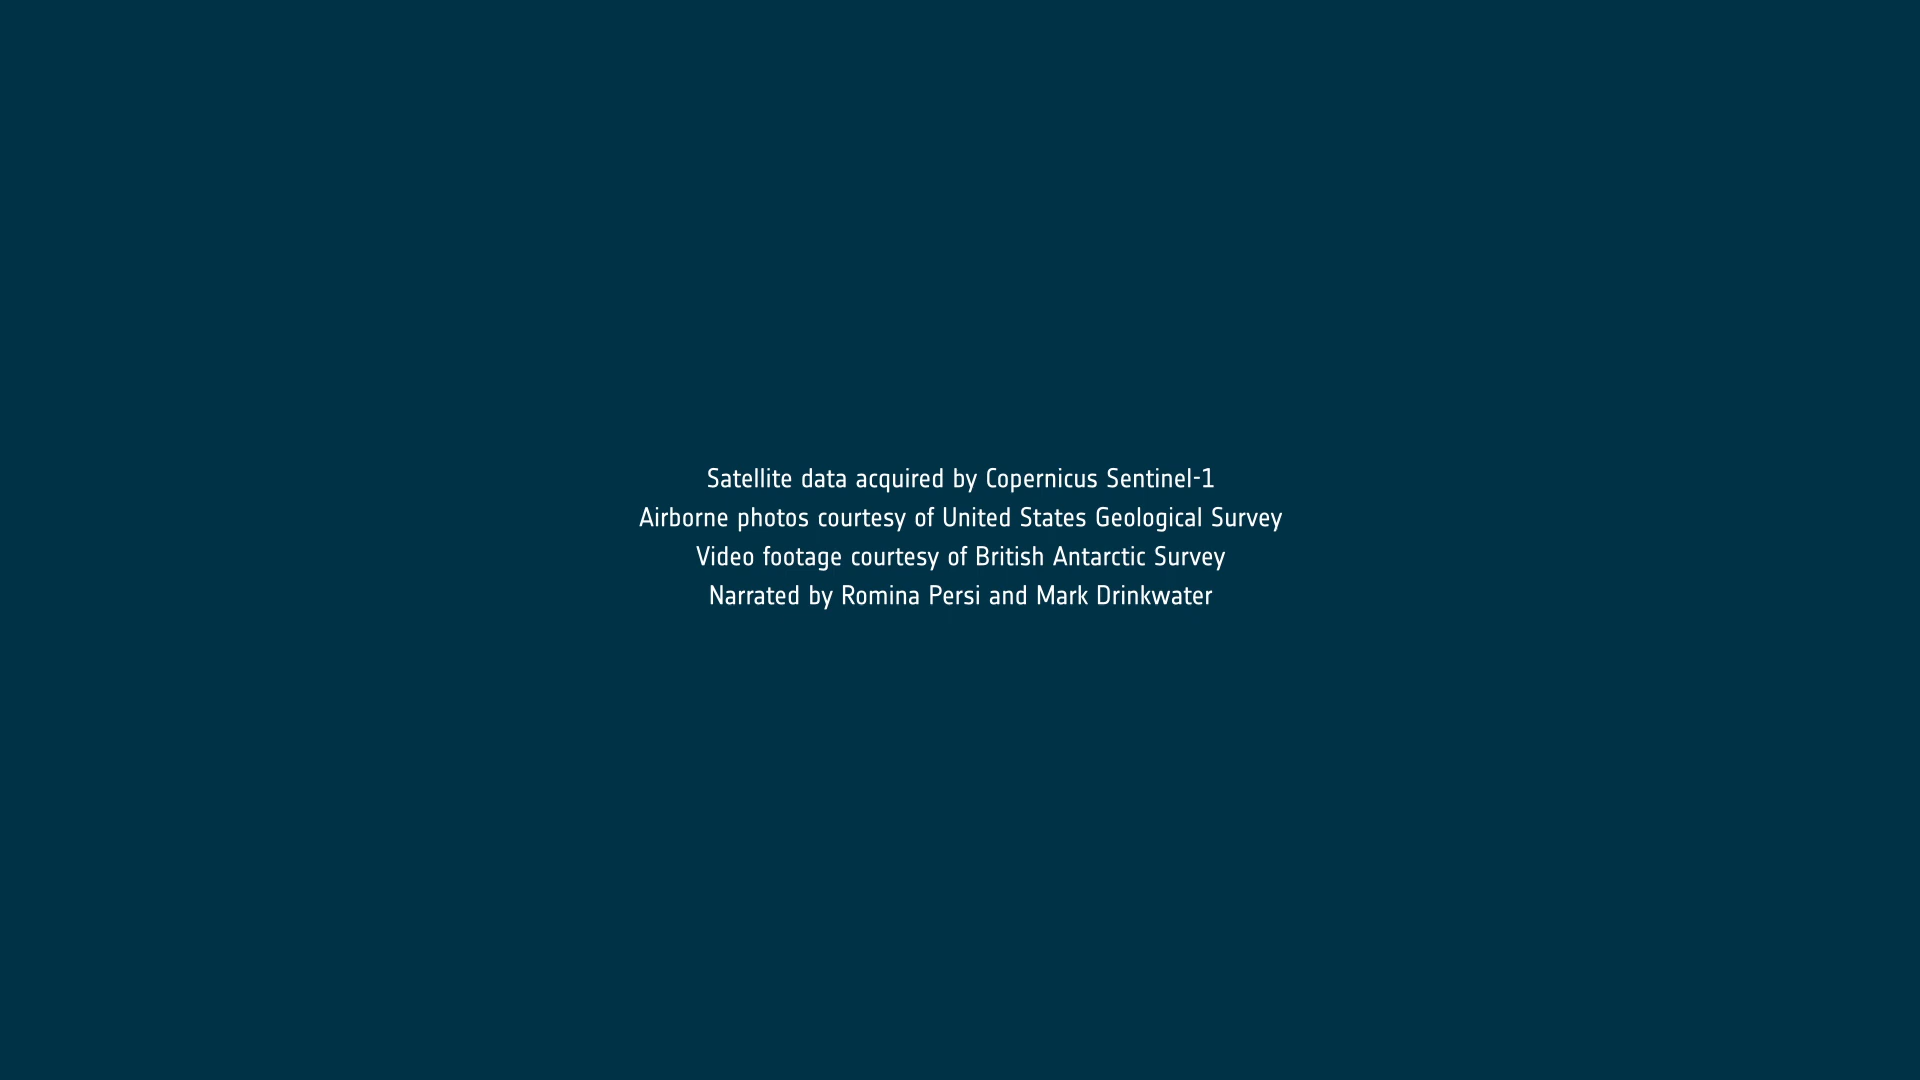 Satellite data acquired by Copernicus Sentinel-1
Airborne photos courtesy of United States Geological Survey
Video footage courtesy of British Antarctic Survey
Narrated by Romina Persi and Mark Drinkwater